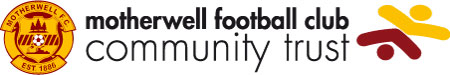 MOTHERWELL F.C.
EST 1886
motherwell football club
community trust